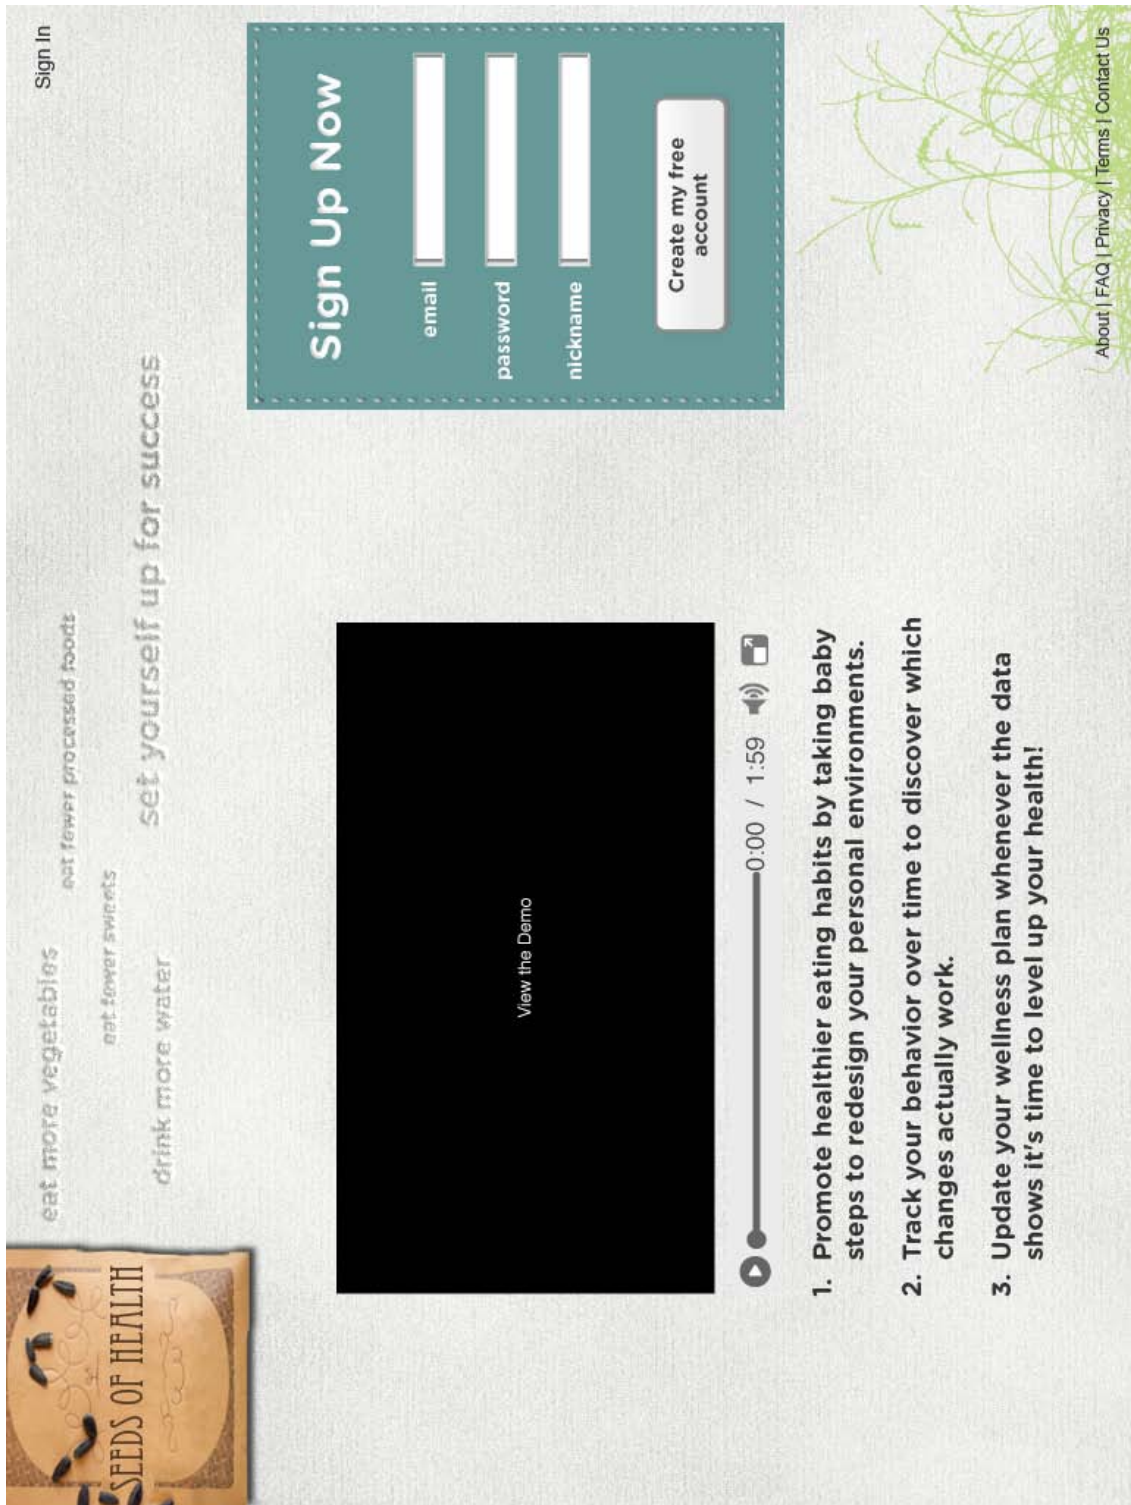 SEEDS OF HEALTH
eat more vegetables
eat fewer processed foods
eat fewer sweets
drink more water
set yourself up for success
Sign In
View the Demo
0:00 / 1:59
1. Promote healthier eating habits by taking baby
steps to redesign your personal environments.
2. Track your behavior over time to discover which
changes actually work.
3. Update your wellness plan whenever the data
shows it's time to level up your health!
Sign Up Now
email
password
nickname
Create my free
account
About | FAQ | Privacy | Terms | Contact Us